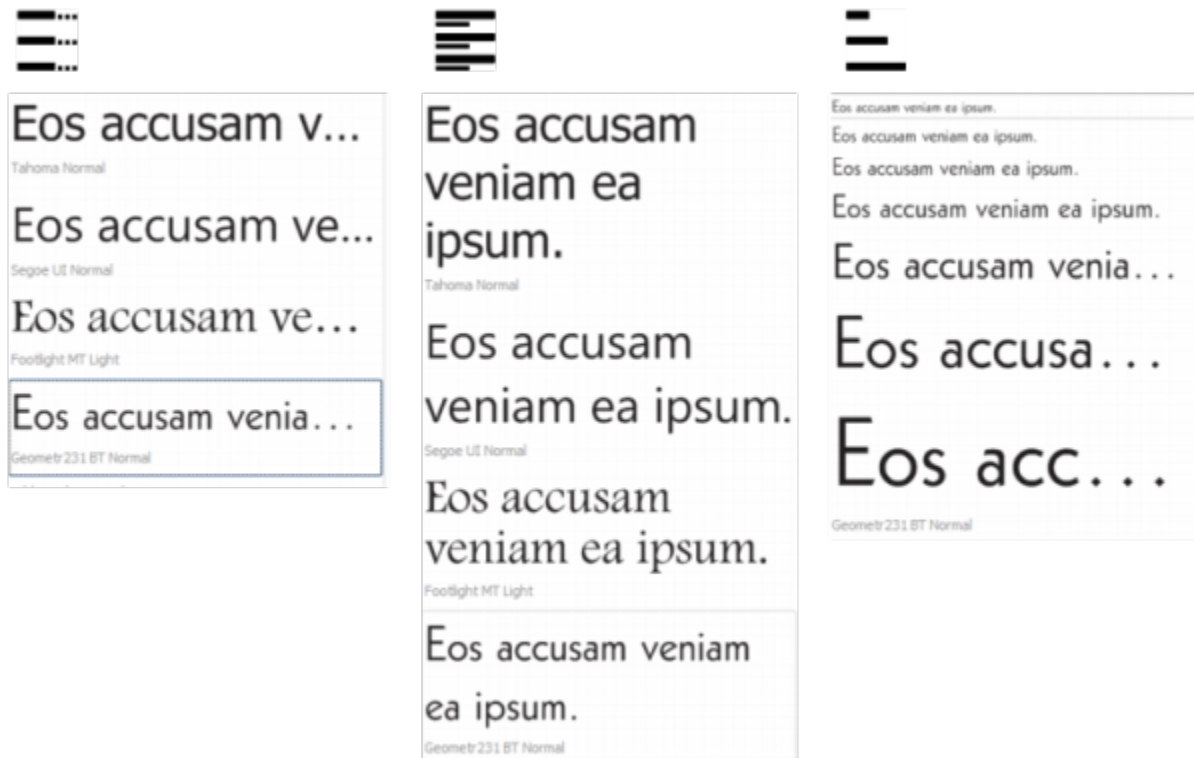 Eos accusam v...
Tahoma Normal
Eos accusam ve...
Segoe UI Normal
Eos accusam ve...
Footlight MT Light
Eos accusam venia...
Geometr231 BT Normal
Eos accusam
veniam ea
ipsum.
Tahoma Normal
Eos accusam
veniam ea ipsum.
Segoe UI Normal
Eos accusam
veniam ea ipsum.
Footlight MT Light
Eos accusam veniam
ea ipsum.
Geometr231 BT Normal
Eos accusam veniam ea ipsum.
Eos accusam veniam ea ipsum.
Eos accusam veniam ea ipsum.
Eos accusam veniam ea ipsum.
Eos accusam venia...
Eos accusa...
Eos acc...
Geometr231 BT Normal